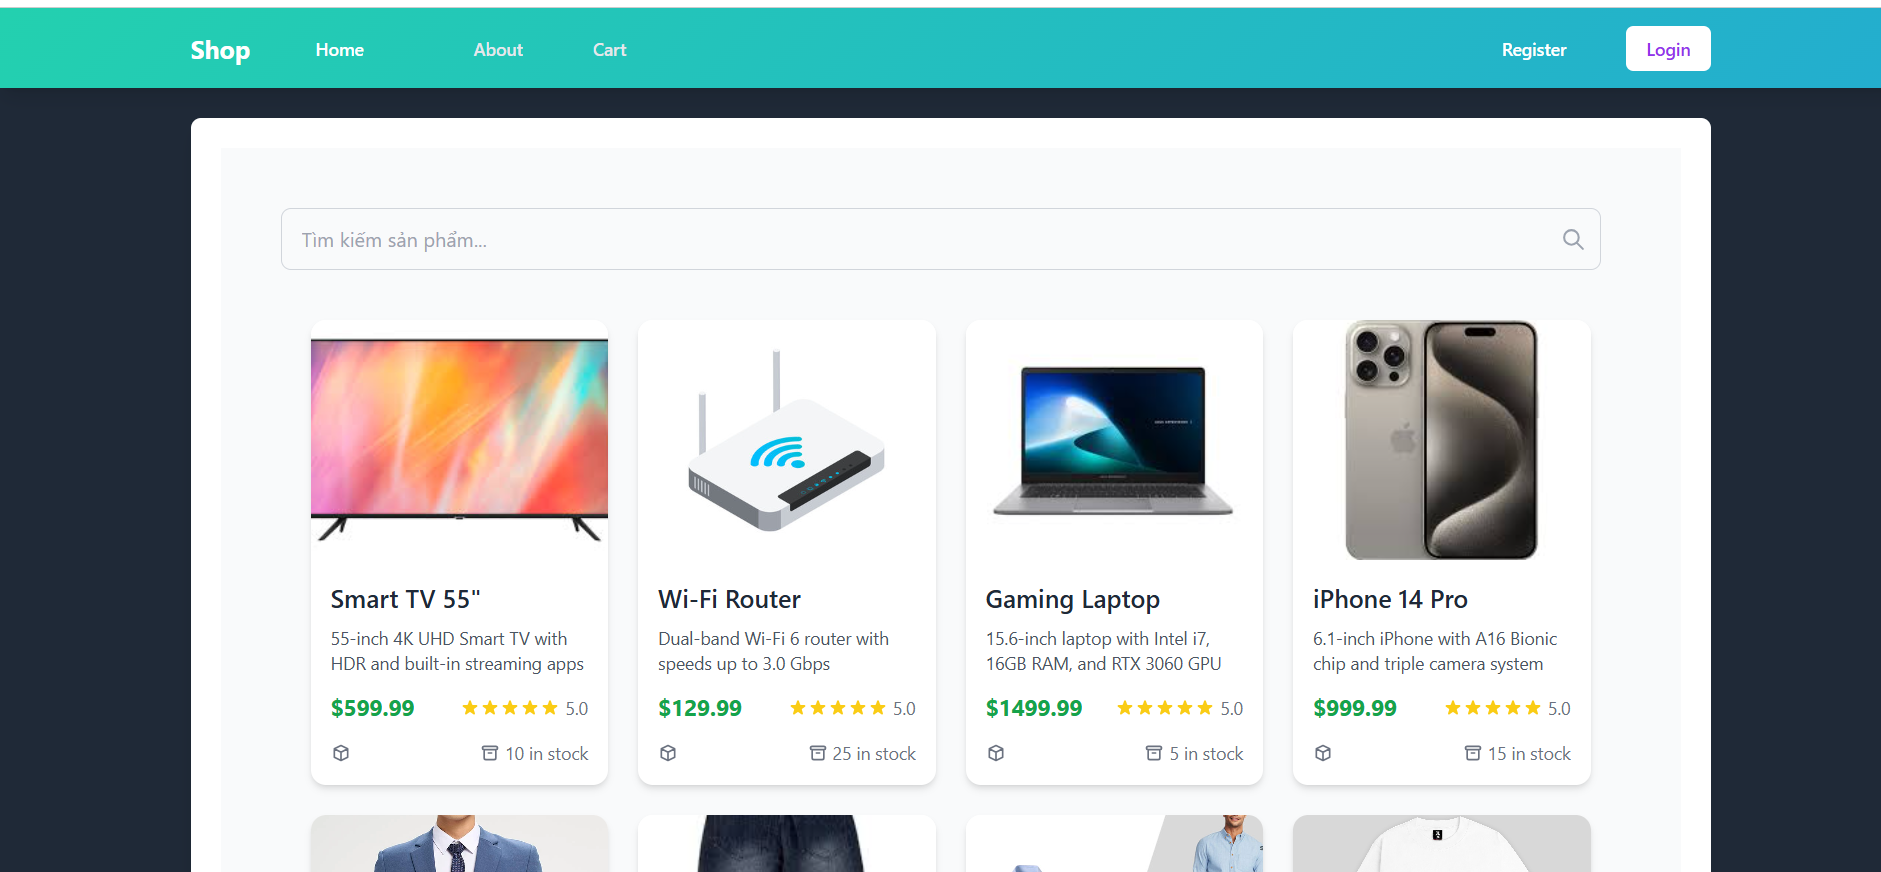 Shop
Home
About
Cart
Register
Login
Tìm kiếm sản phẩm...
Smart TV 55"
55-inch 4K UHD Smart TV with
HDR and built-in streaming apps
$599.99
5.0
10 in stock
Wi-Fi Router
Dual-band Wi-Fi 6 router with
speeds up to 3.0 Gbps
$129.99
5.0
25 in stock
Gaming Laptop
15.6-inch laptop with Intel i7,
16GB RAM, and RTX 3060 GPU
$1499.99
5.0
5 in stock
iPhone 14 Pro
6.1-inch iPhone with A16 Bionic
chip and triple camera system
$999.99
5.0
15 in stock